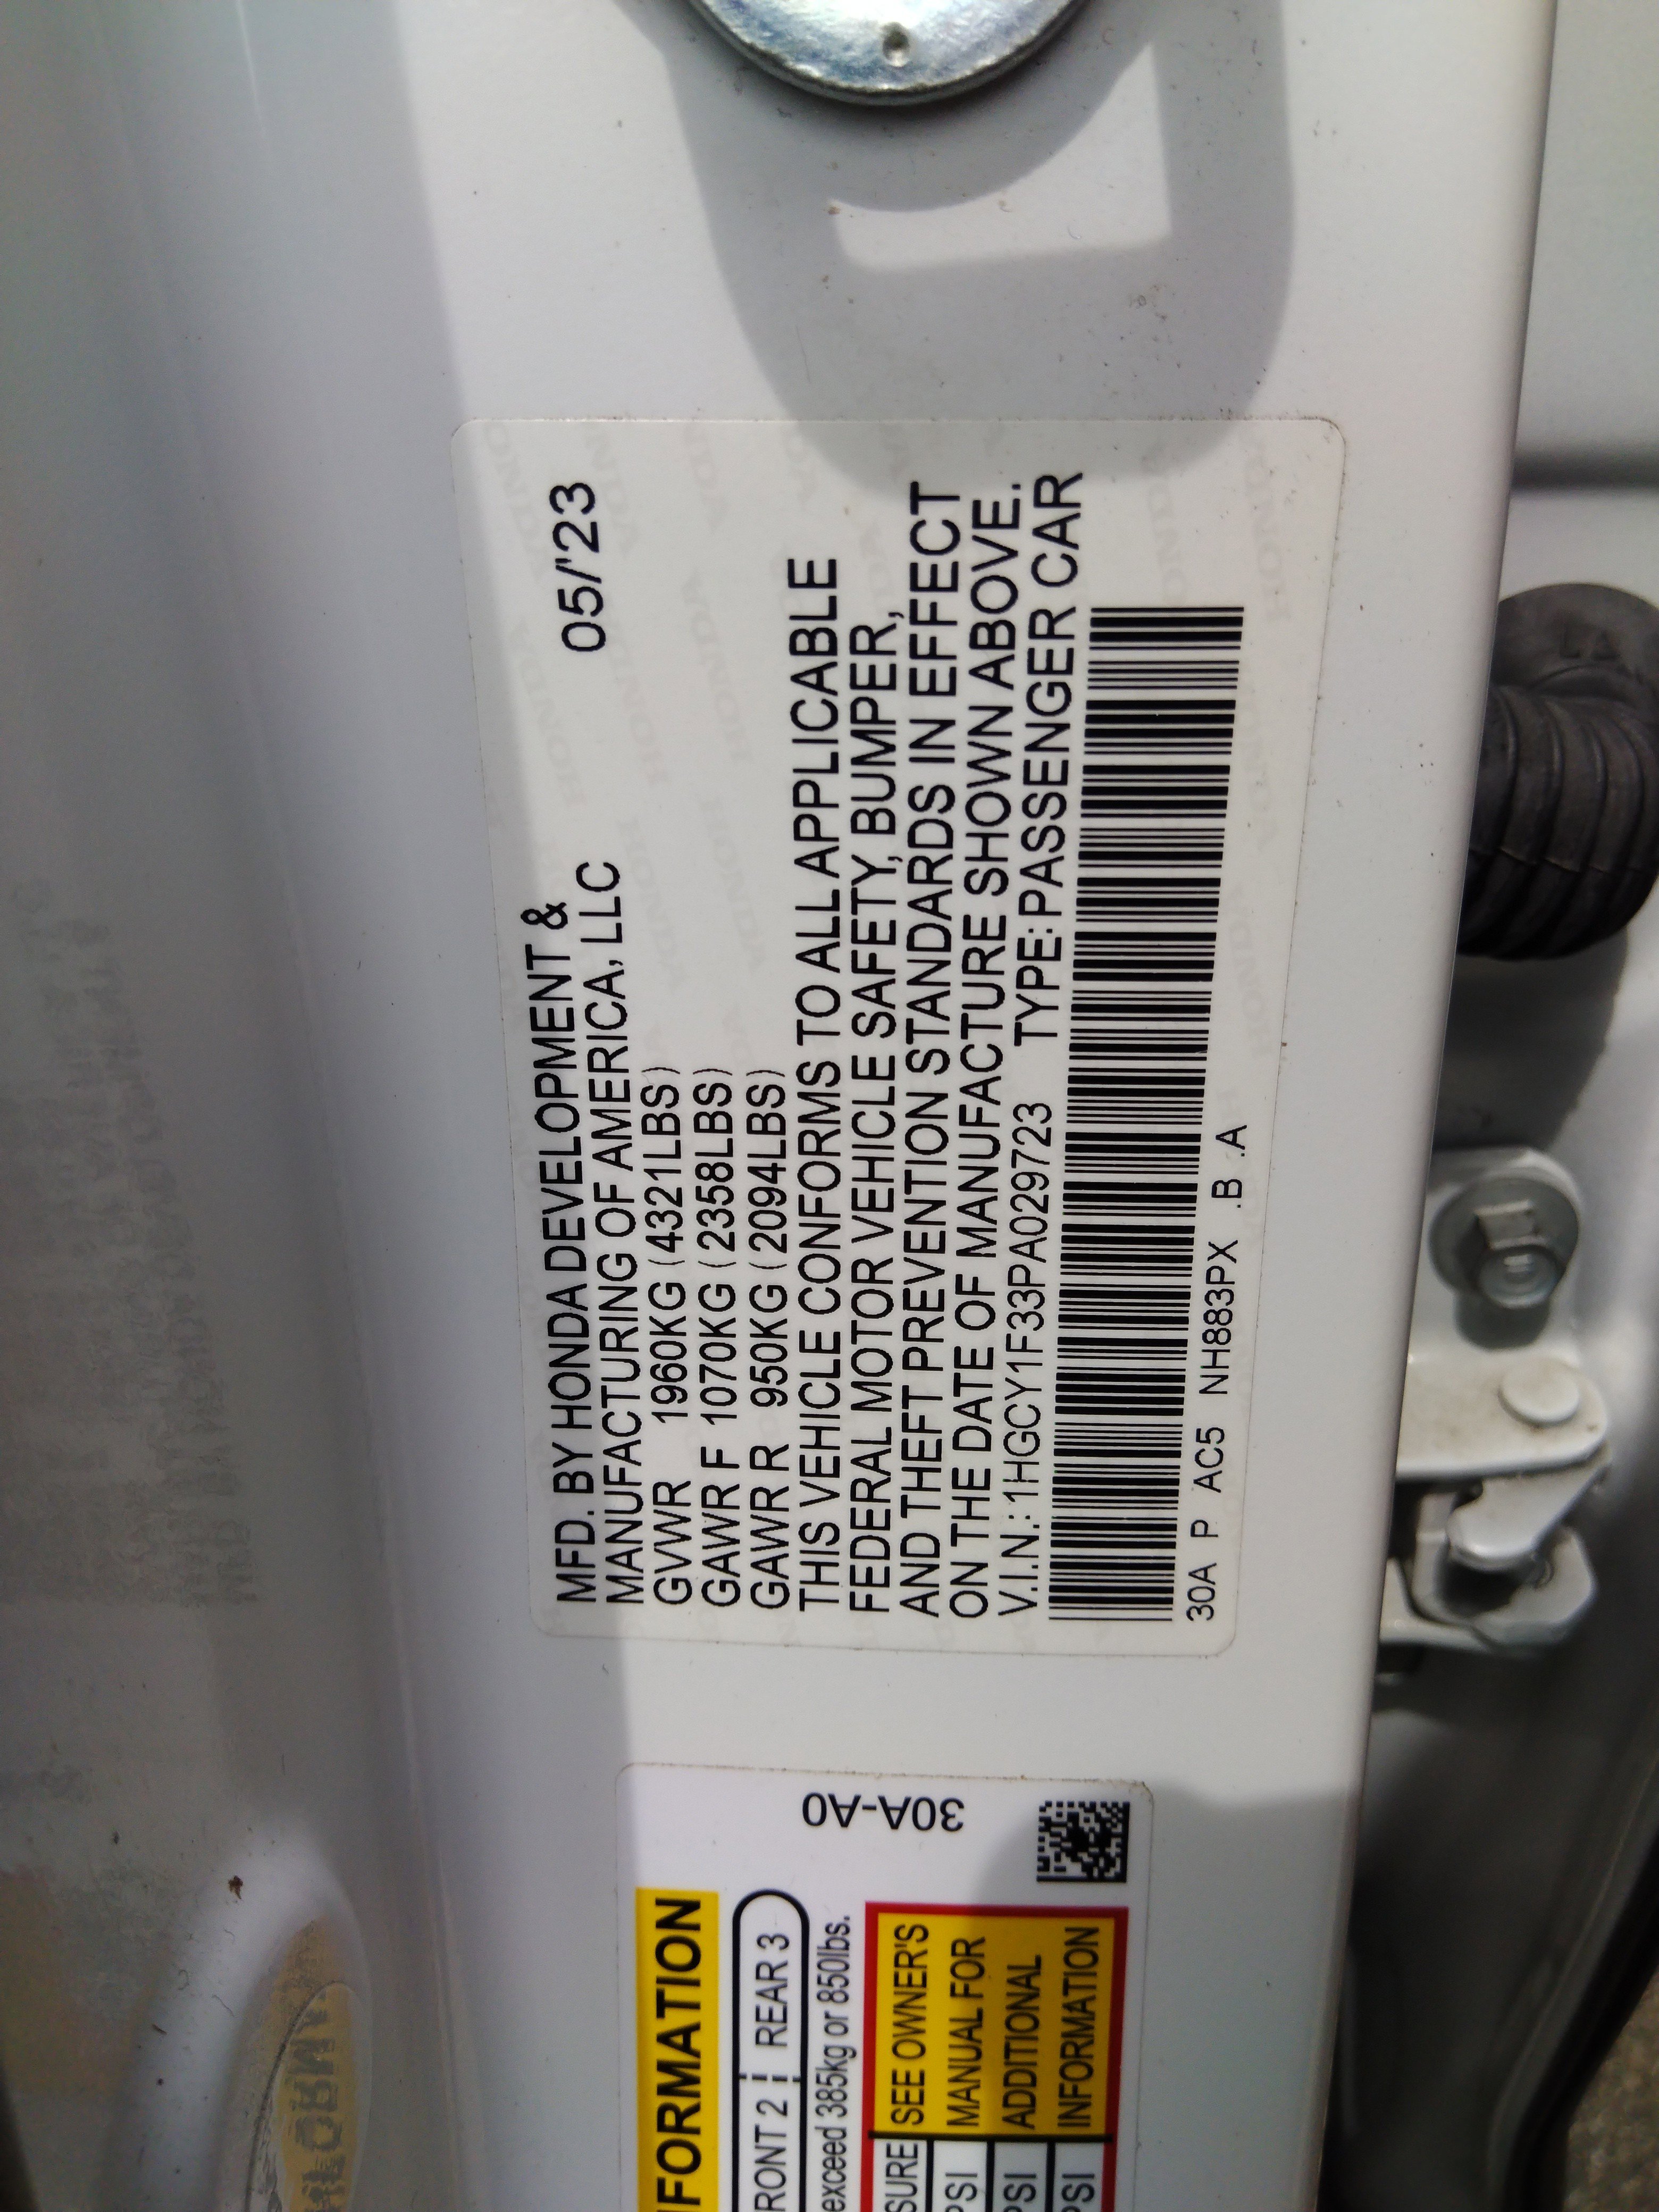 MFD. BY HONDA DEVELOPMENT &
MANUFACTURING OF AMERICA, LLC 05/'23
GVWR 1960KG (4321LBS)
GAWR F 1070KG (2358LBS)
GAWR R 950KG (2094LBS)
THIS VEHICLE CONFORMS TO ALL APPLICABLE
FEDERAL MOTOR VEHICLE SAFETY, BUMPER,
AND THEFT PREVENTION STANDARDS IN EFFECT
ON THE DATE OF MANUFACTURE SHOWN ABOVE.
V.I.N.: 1HGCY1F33PA029723 TYPE: PASSENGER CAR
30A P AC5 NH883PX .B .A
30A-A0
FORMATION
RONT 2 REAR 3
exceed 385kg or 850lbs.
SURE
PSI
PSI
PSI
SEE OWNER'S
MANUAL FOR
ADDITIONAL
INFORMATION